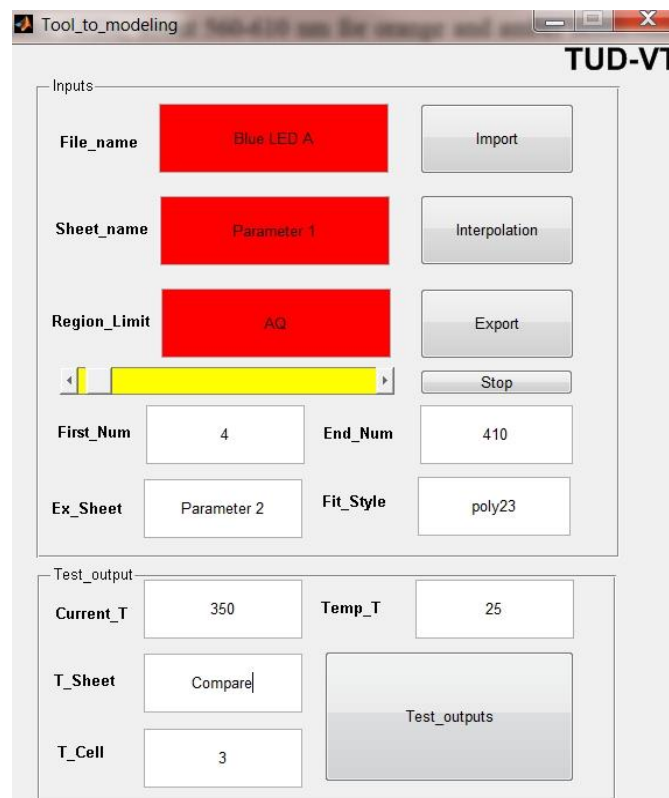 Tool_to_modeling
TUD-VT
Inputs
File_name Blue LED A Import
Sheet_name Parameter 1 Interpolation
Region_Limit AQ Export
Stop
First_Num 4 End_Num 410
Ex_Sheet Parameter 2 Fit_Style poly23
Test_output
Current_T 350 Temp_T 25
T_Sheet Compare
Test_outputs
T_Cell 3